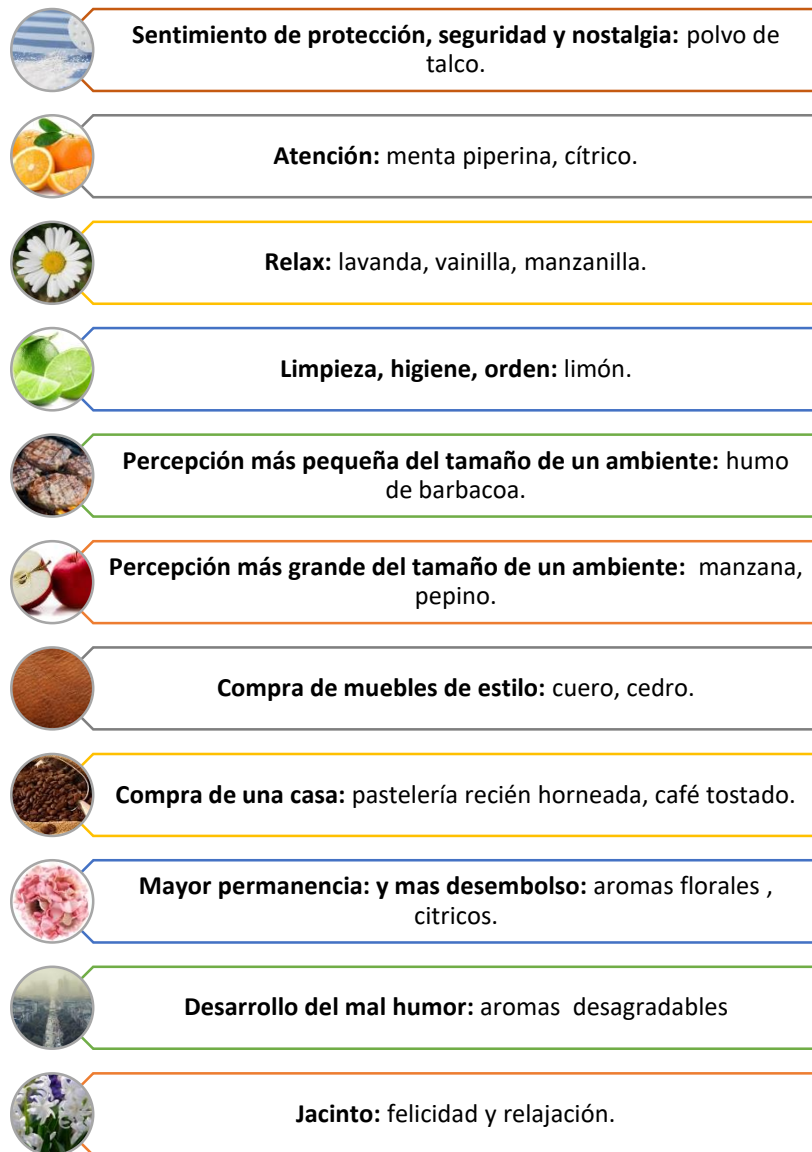 Sentimiento de protección, seguridad y nostalgia: polvo de
talco.
Atención: menta piperina, cítrico.
Relax: lavanda, vainilla, manzanilla.
Limpieza, higiene, orden: limón.
Percepción más pequeña del tamaño de un ambiente: humo
de barbacoa.
Percepción más grande del tamaño de un ambiente: manzana,
pepino.
Compra de muebles de estilo: cuero, cedro.
Compra de una casa: pastelería recién horneada, café tostado.
Mayor permanencia: y mas desembolso: aromas florales ,
citricos.
Desarrollo del mal humor: aromas desagradables
Jacinto: felicidad y relajación.